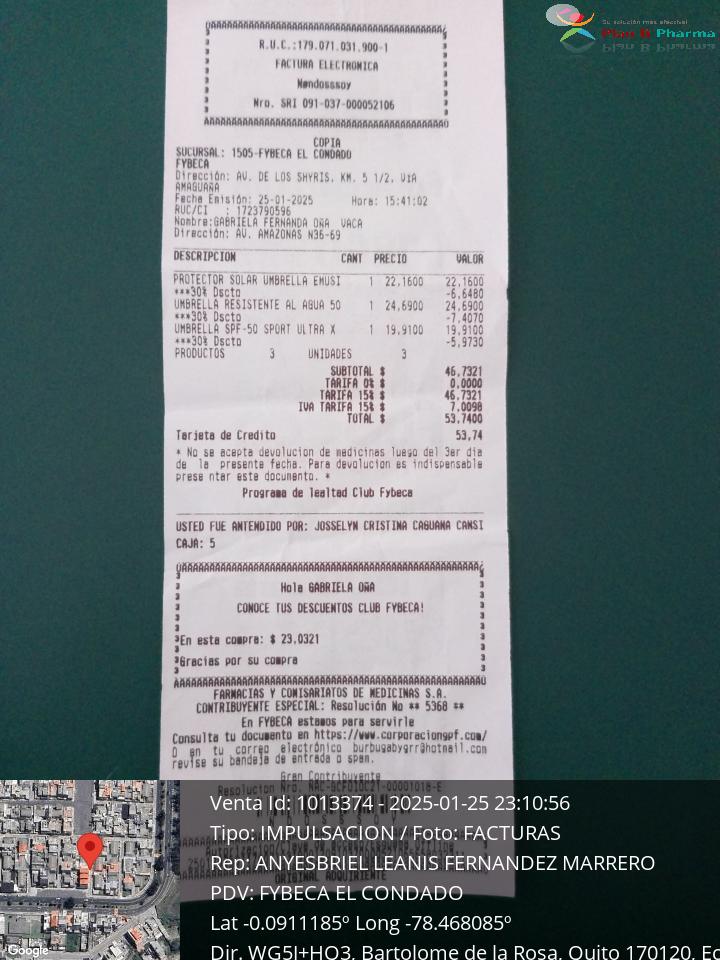 Su solución más efectiva!
Plan B Pharma
R.U.C.:179.071.031.900-1
FACTURA ELECTRONICA
Nro. SRI 091-037-000052106
COPIA
SUCURSAL: 1505-FYBECA EL CONDADO
FYBECA
Dirección: AV. DE LOS SHYRIS, KM. 5 1/2, VIA
AMAGUAÑA
Fecha Emisión: 25-01-2025 Hora: 15:41:02
RUC/CI : 1723790596
Nombre:GABRIELA FERNANDA OÑA VACA
Dirección: AV. AMAZONAS N36-69
DESCRIPCION CANT PRECIO VALOR
PROTECTOR SOLAR UMBRELLA EMUSI 1 22,1600 22,1600
***30% Dscto -6,6480
UMBRELLA RESISTENTE AL AGUA 50 1 24,6900 24,6900
***30% Dscto -7,4070
UMBRELLA SPF-50 SPORT ULTRA X 1 19,9100 19,9100
***30% Dscto -5,9730
PRODUCTOS 3 UNIDADES 3
SUBTOTAL $ 46,7321
TARIFA 0% $ 0,0000
TARIFA 15% $ 46,7321
IVA TARIFA 15% $ 7,0098
TOTAL $ 53,7400
Tarjeta de Credito 53,74
* No se acepta devolucion de medicinas luego del 3er dia
de la presente fecha. Para devolucion es indispensable
prese ntar este documento. *
Programa de lealtad Club Fybeca
USTED FUE ANTENDIDO POR: JOSSELYN CRISTINA CAGUANA CANSI
CAJA: 5
Hola GABRIELA OÑA
CONOCE TUS DESCUENTOS CLUB FYBECA!
En esta compra: $ 23,0321
Gracias por su compra
FARMACIAS Y COMISARIATOS DE MEDICINAS S.A.
CONTRIBUYENTE ESPECIAL: Resolución No ** 5368 **
En FYBECA estamos para servirle
Consulta tu documento en https://www.corporaciongpf.com/
O en tu correo electrónico burbugabygrr@hotmail.com
revise su bandeja de entrada o spam.
Gran Contribuyente
ORIGINAL ADQUIRIENTE
Venta Id: 1013374 - 2025-01-25 23:10:56
Tipo: IMPULSACION / Foto: FACTURAS
Rep: ANYESBRIEL LEANIS FERNANDEZ MARRERO
PDV: FYBECA EL CONDADO
Lat -0.0911185º Long -78.468085º
Dir. WG5J+HQ3, Bartolome de la Rosa, Quito 170120, Ec
Google